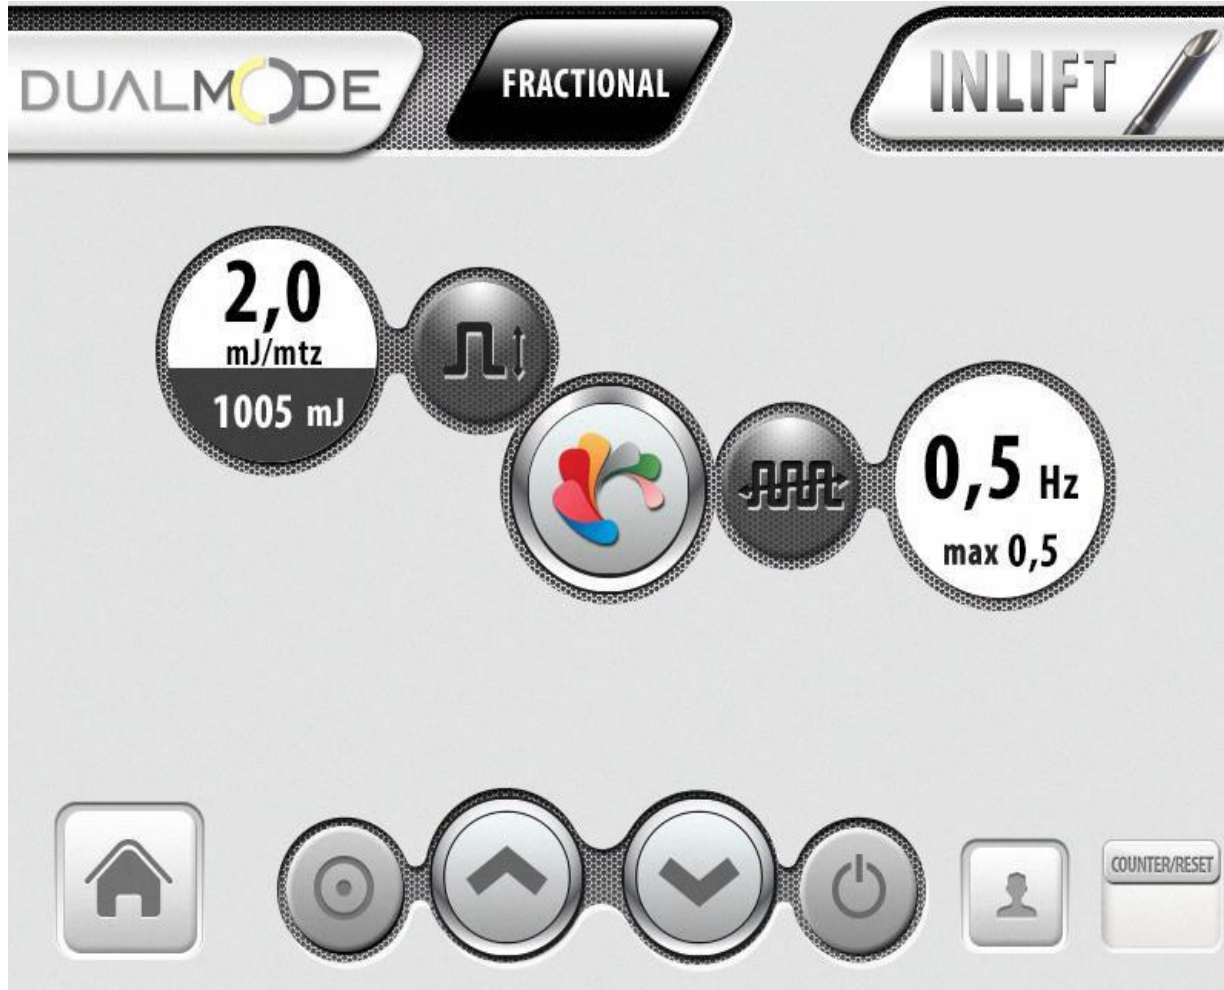 DUALMODE
FRACTIONAL
INLIFT
2,0
mJ/mtz
1005 mJ
0,5 Hz
max 0,5
COUNTER/RESET